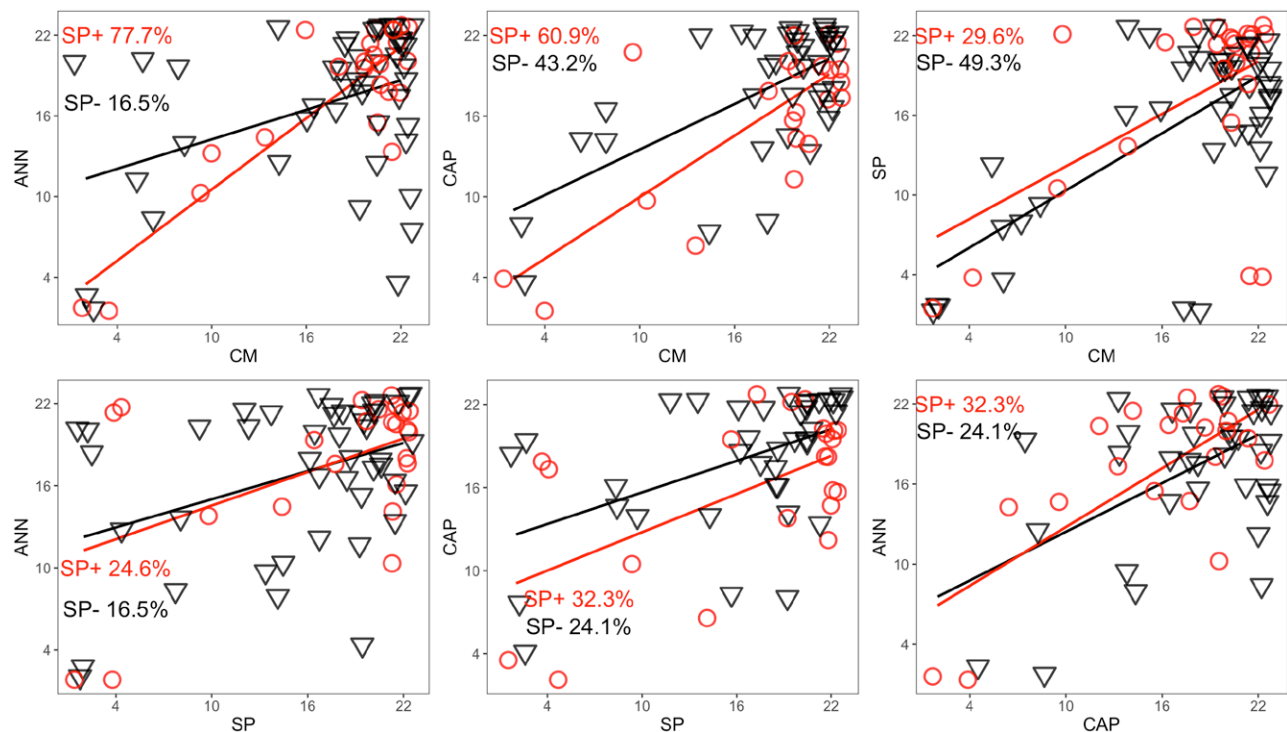 SP+ 77.7%
SP- 16.5%
22
16
10
4
ANN
4
10
16
22
CM
SP+ 60.9%
SP- 43.2%
22
16
10
4
CAP
4
10
16
22
CM
SP+ 29.6%
SP- 49.3%
22
16
10
4
SP
4
10
16
22
CM
22
16
10
4
ANN
SP+ 24.6%
SP- 16.5%
4
10
16
22
SP
22
16
10
4
CAP
SP+ 32.3%
SP- 24.1%
4
10
16
22
SP
SP+ 32.3%
SP- 24.1%
22
16
10
4
ANN
4
10
16
22
CAP